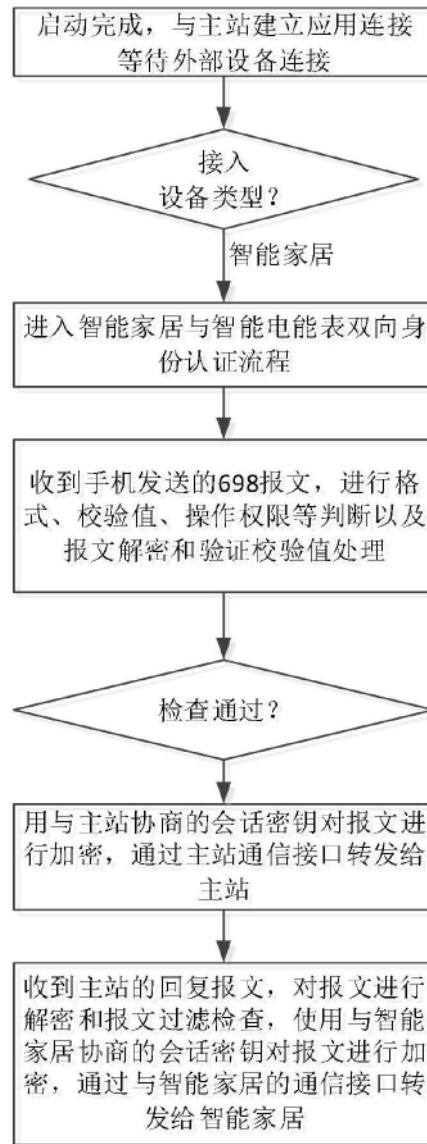 启动完成，与主站建立应用连接
等待外部设备连接
接入
设备类型？
智能家居
进入智能家居与智能电能表双向身
份认证流程
收到手机发送的698报文，进行格
式、校验值、操作权限等判断以及
报文解密和验证校验值处理
检查通过？
用与主站协商的会话密钥对报文进
行加密，通过主站通信接口转发给
主站
收到主站的回复报文，对报文进行
解密和报文过滤检查，使用与智能
家居协商的会话密钥对报文进行加
密，通过与智能家居的通信接口转
发给智能家居